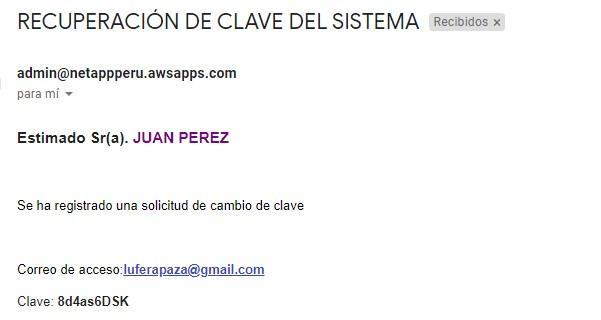 RECUPERACIÓN DE CLAVE DEL SISTEMA Recibidos x
admin@netappperu.awsapps.com
para mí
Estimado Sr(a). JUAN PEREZ
Se ha registrado una solicitud de cambio de clave
Correo de acceso:luferapaza@gmail.com
Clave: 8d4as6DSK